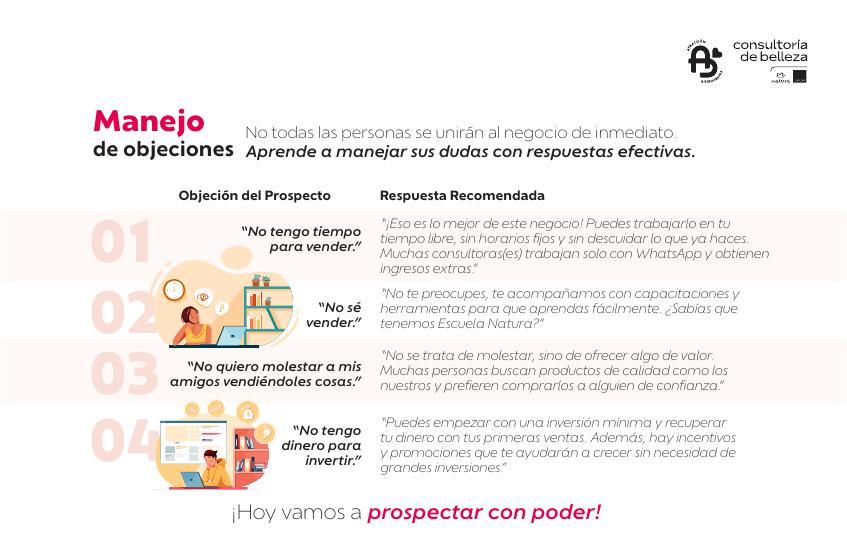 consultoría
de belleza
natura
Manejo
de objeciones
No todas las personas se unirán al negocio de inmediato.
Aprende a manejar sus dudas con respuestas efectivas.
Objeción del Prospecto
Respuesta Recomendada
01
“No tengo tiempo
para vender.”
“¡Eso es lo mejor de este negocio! Puedes trabajarlo en tu
tiempo libre, sin horarios fijos y sin descuidar lo que ya haces.
Muchas consultoras(es) trabajan solo con WhatsApp y obtienen
ingresos extras.”
02
“No sé
vender.”
“No te preocupes, te acompañamos con capacitaciones y
herramientas para que aprendas fácilmente. ¿Sabías que
tenemos Escuela Natura?”
03
“No quiero molestar a mis
amigos vendiéndoles cosas.”
“No se trata de molestar, sino de ofrecer algo de valor.
Muchas personas buscan productos de calidad como los
nuestros y prefieren comprarlos a alguien de confianza.”
04
“No tengo
dinero para
invertir.”
“Puedes empezar con una inversión mínima y recuperar
tu dinero con tus primeras ventas. Además, hay incentivos
y promociones que te ayudarán a crecer sin necesidad de
grandes inversiones.”
¡Hoy vamos a prospectar con poder!